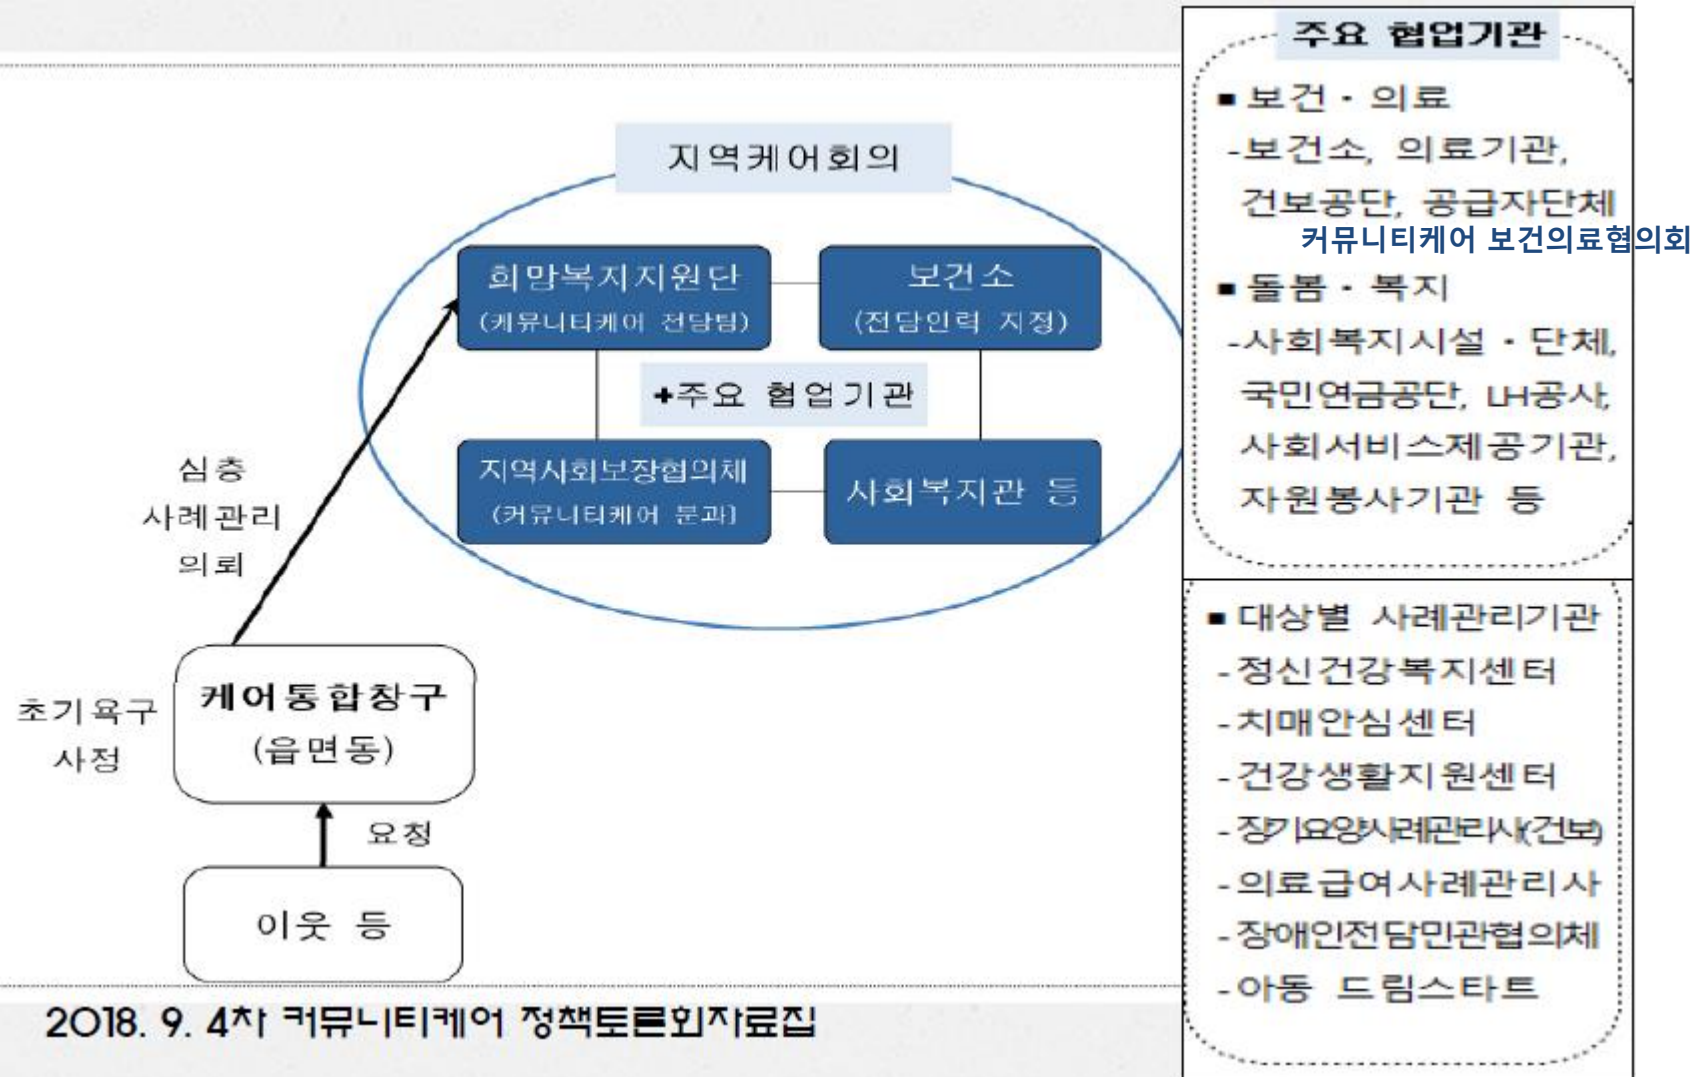 지역케어회의
희망복지지원단
(케뮤니티케어 전담팀)
보건소
(전담인력 지정)
+주요 협업기관
지역사회보장협의체
(커뮤니티케어 분과)
사회복지관 등
심층
사례관리
의뢰
초기욕구
사정
케어통합창구
(읍면동)
요청
이웃 등
2018. 9. 4차 커뮤니티케어 정책토론회자료집
주요 협업기관
■ 보건·의료
-보건소, 의료기관,
건보공단, 공급자단체
커뮤니티케어 보건의료협의회
■ 돌봄·복지
-사회복지시설·단체,
국민연금공단, LH공사,
사회서비스제공기관,
자원봉사기관 등
■ 대상별 사례관리기관
-정신건강복지센터
-치매안심센터
-건강생활지원센터
-장기요양사례관리사(건보)
-의료급여사례관리사
-장애인전담민관협의체
-아동 드림스타트